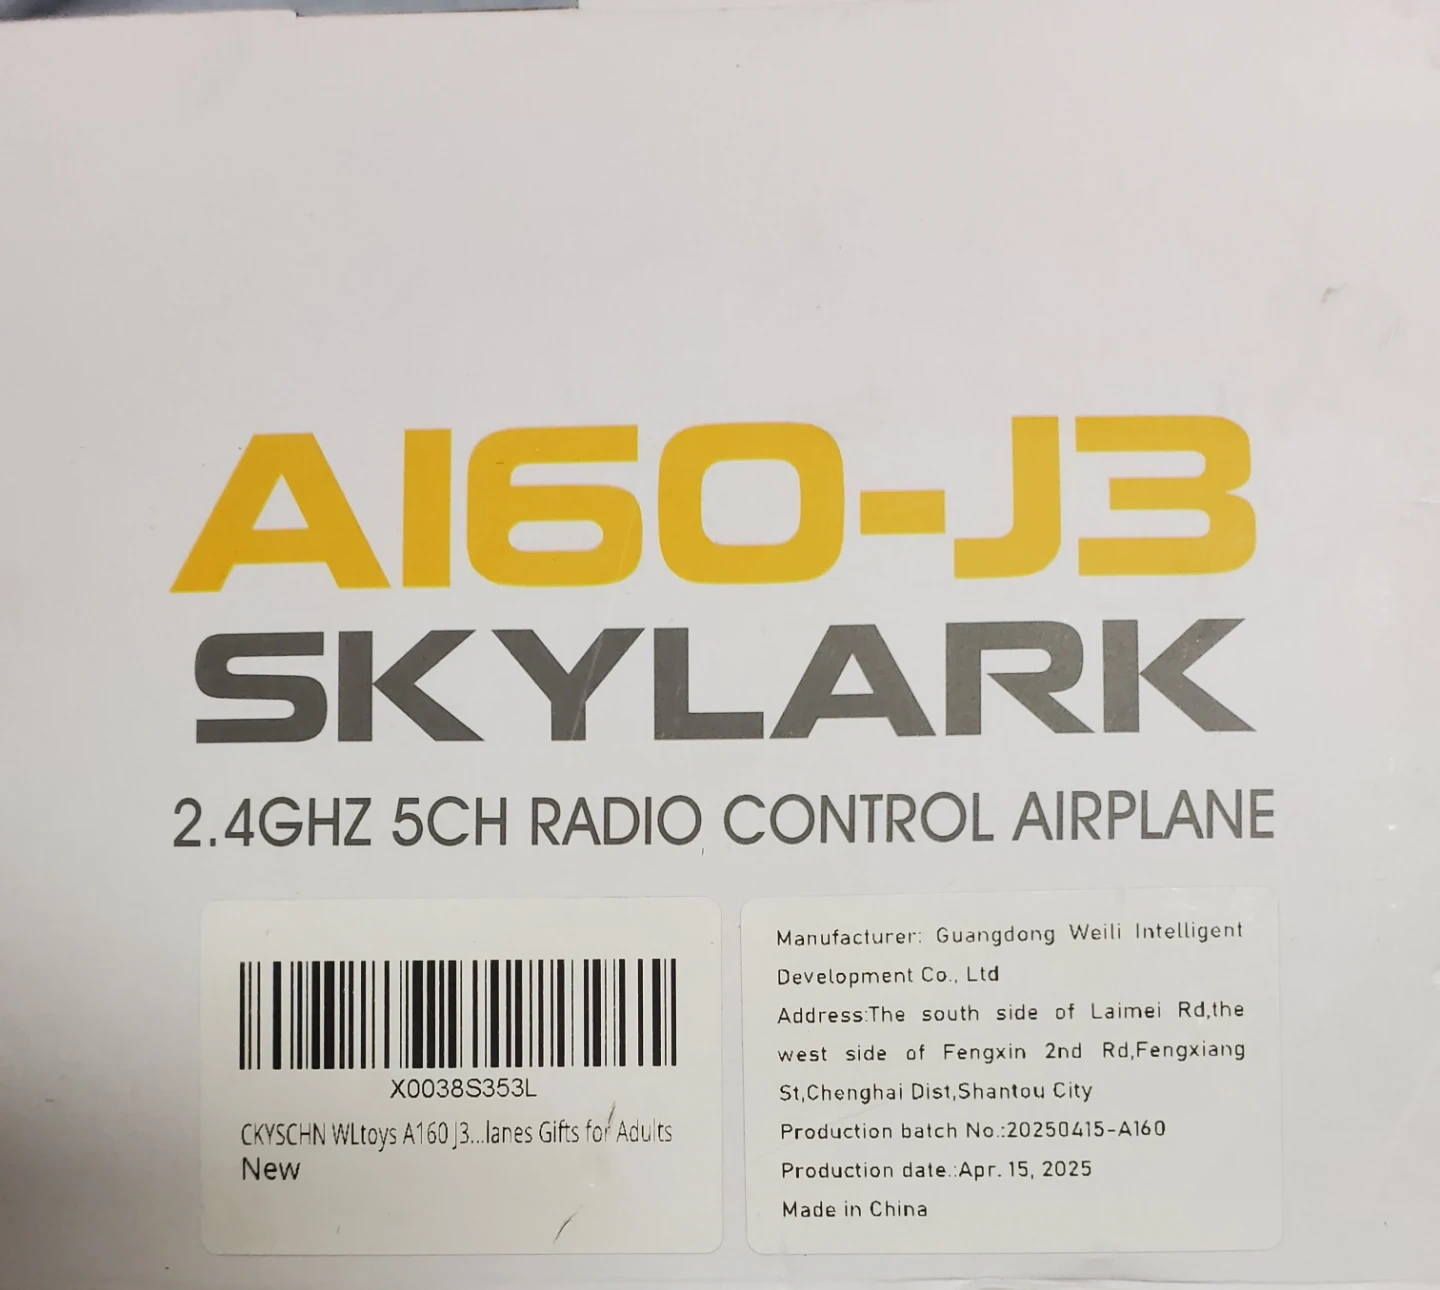 A160-J3
SKYLARK
2.4GHZ 5CH RADIO CONTROL AIRPLANE
X0038S353L
CKYSCHN WLtoys A160 J3...lanes Gifts for Adults
New
Manufacturer: Guangdong Weili Intelligent
Development Co., Ltd
Address:The south side of Laimei Rd,the
west side of Fengxin 2nd Rd,Fengxiang
St,Chenghai Dist,Shantou City
Production batch No.:20250415-A160
Production date.:Apr. 15, 2025
Made in China